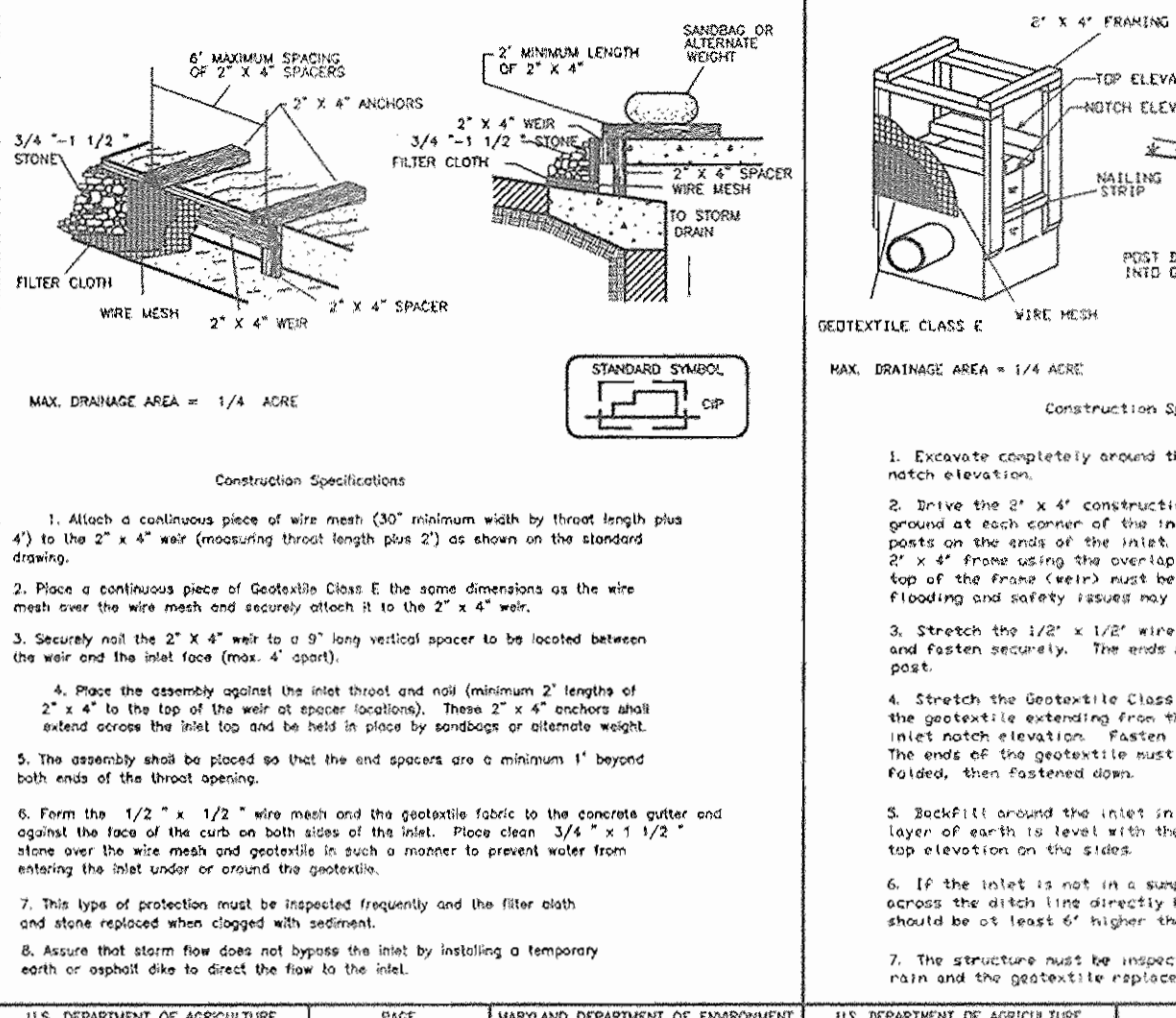 6' MAXIMUM SPACING
OF 2" X 4" SPACERS
2" X 4" ANCHORS
3/4 "-1 1/2 "
STONE
FILTER CLOTH
WIRE MESH
2" X 4" WEIR
2" X 4" SPACER
2' MINIMUM LENGTH
OF 2" X 4"
SANDBAG OR
ALTERNATE
WEIGHT
2" X 4" WEIR
3/4 "-1 1/2 "STONE
FILTER CLOTH
2" X 4" SPACER
WIRE MESH
TO STORM
DRAIN
MAX. DRAINAGE AREA = 1/4 ACRE
STANDARD SYMBOL
CIP
Construction Specifications
1. Attach a continuous piece of wire mesh (30" minimum width by throat length plus
4') to the 2" x 4" weir (measuring throat length plus 2') as shown on the standard
drawing.
2. Place a continuous piece of Geotextile Class E the same dimensions as the wire
mesh over the wire mesh and securely attach it to the 2" x 4" weir.
3. Securely nail the 2" X 4" weir to a 9" long vertical spacer to be located between
the weir and the inlet face (max. 4' apart).
4. Place the assembly against the inlet throat and nail (minimum 2' lengths of
2" x 4" to the top of the weir at spacer locations). These 2" x 4" anchors shall
extend across the inlet top and be held in place by sandbags or alternate weight.
5. The assembly shall be placed so that the end spacers are a minimum 1' beyond
both ends of the throat opening.
6. Form the 1/2 " x 1/2 " wire mesh and the geotextile fabric to the concrete gutter and
against the face of the curb on both sides of the inlet. Place clean 3/4 " x 1 1/2 "
stone over the wire mesh and geotextile in such a manner to prevent water from
entering the inlet under or around the geotextile.
7. This type of protection must be inspected frequently and the filter cloth
and stone replaced when clogged with sediment.
8. Assure that storm flow does not bypass the inlet by installing a temporary
earth or asphalt dike to direct the flow to the inlet.
U.S. DEPARTMENT OF AGRICULTURE
PAGE
MARYLAND DEPARTMENT OF ENVIRONMENT
2" X 4" FRAMING
TOP ELEVA
NOTCH ELEV
NAILING
STRIP
POST D
INTO G
WIRE MESH
GEOTEXTILE CLASS E
MAX. DRAINAGE AREA = 1/4 ACRE
Construction Sp
1. Excavate completely around th
notch elevation.
2. Drive the 2" x 4" constructi
ground at each corner of the in
posts on the ends of the inlet.
2" x 4" frame using the overlap
top of the frame (weir) must be
flooding and safety issues may
3. Stretch the 1/2" x 1/2" wire
and fasten securely. The ends
post.
4. Stretch the Geotextile Class
the geotextile extending from th
inlet notch elevation. Fasten
The ends of the geotextile must
folded, then fastened down.
5. Backfill around the inlet in
layer of earth is level with the
top elevation on the sides.
6. If the inlet is not in a sump
across the ditch line directly
should be at least 6" higher tha
7. The structure must be inspec
rain and the geotextile replace
U.S. DEPARTMENT OF AGRICULTURE